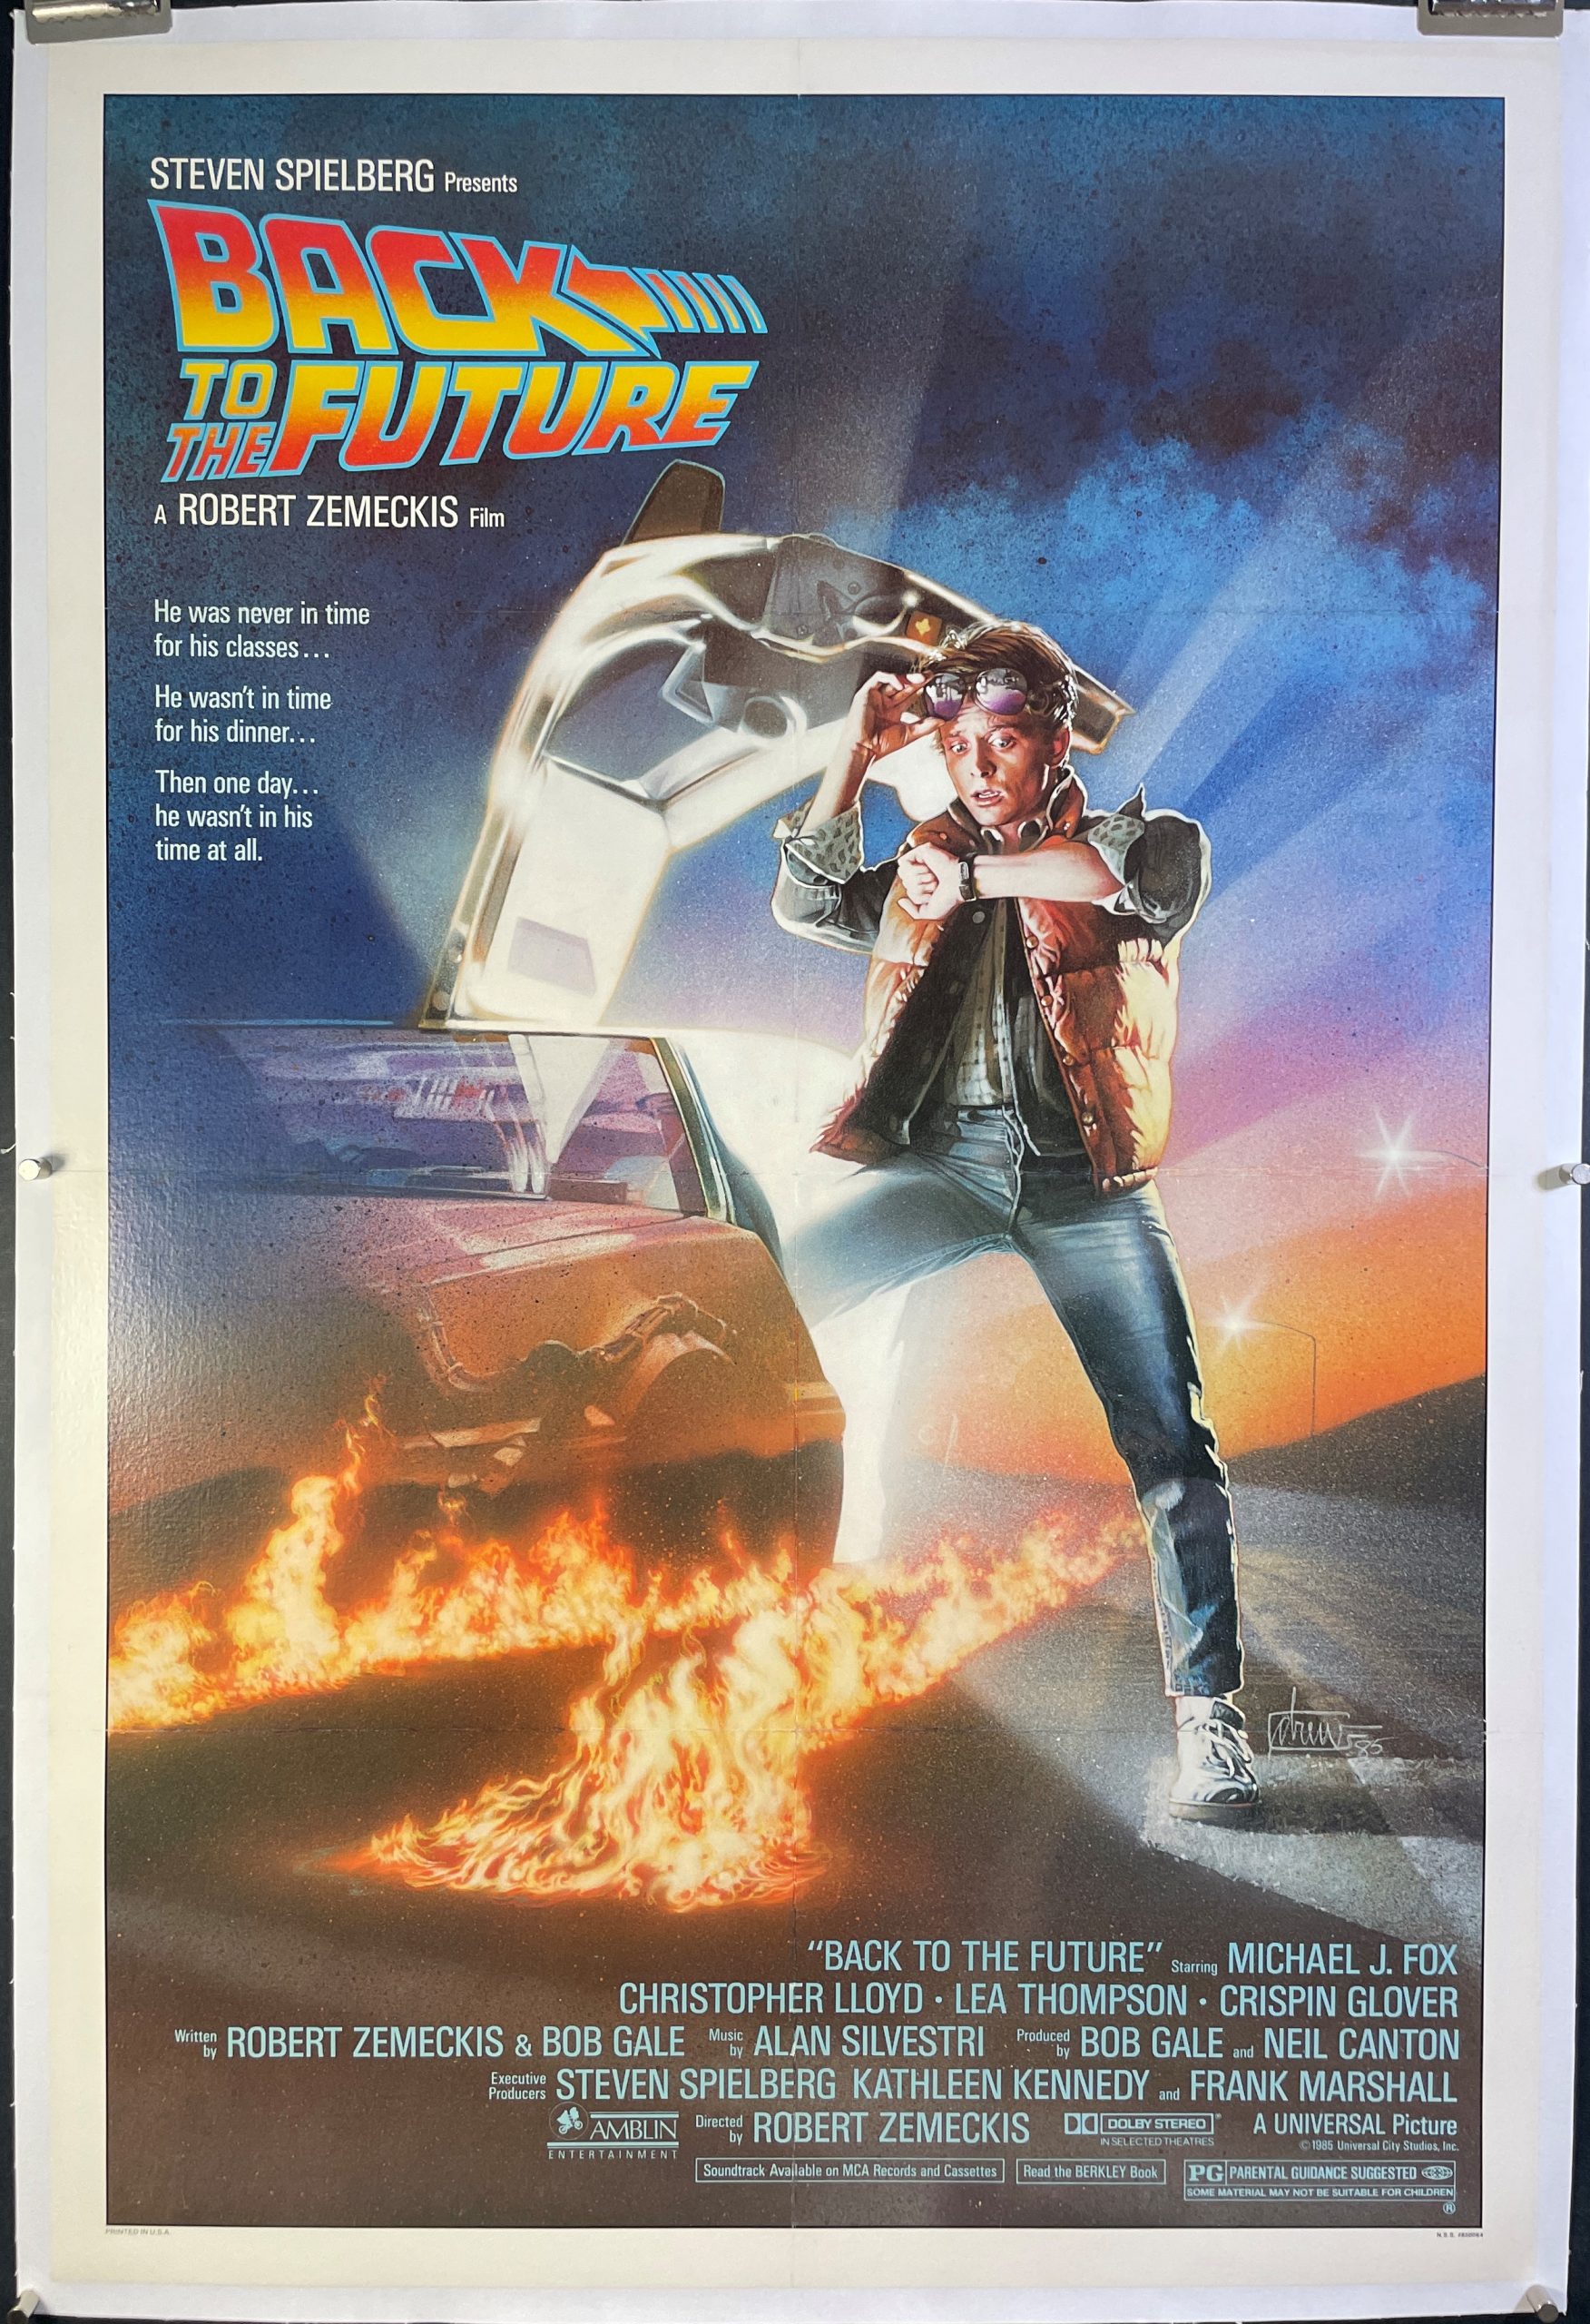 STEVEN SPIELBERG Presents
BACK
TO
THE FUTURE
A ROBERT ZEMECKIS Film
He was never in time
for his classes...
He wasn't in time
for his dinner...
Then one day...
he wasn't in his
time at all.
drew 85
"BACK TO THE FUTURE" Starring MICHAEL J. FOX
CHRISTOPHER LLOYD · LEA THOMPSON · CRISPIN GLOVER
Written by ROBERT ZEMECKIS & BOB GALE Music by ALAN SILVESTRI Produced by BOB GALE and NEIL CANTON
Executive Producers STEVEN SPIELBERG KATHLEEN KENNEDY and FRANK MARSHALL
AMBLIN ENTERTAINMENT Directed by ROBERT ZEMECKIS DOLBY STEREO® IN SELECTED THEATRES A UNIVERSAL Picture
©1985 Universal City Studios, Inc.
Soundtrack Available on MCA Records and Cassettes Read the BERKLEY Book PG PARENTAL GUIDANCE SUGGESTED
SOME MATERIAL MAY NOT BE SUITABLE FOR CHILDREN
®
PRINTED IN U.S.A.